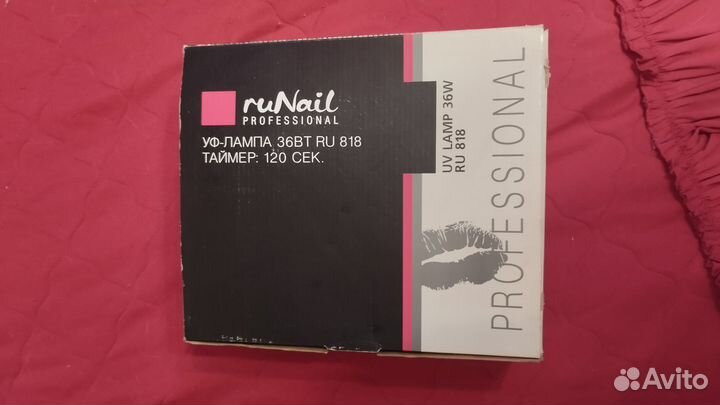 ruNail
PROFESSIONAL
УФ-ЛАМПА 36ВТ RU 818
ТАЙМЕР: 120 СЕК.
UV LAMP 36W
RU 818
PROFESSIONAL
Avito